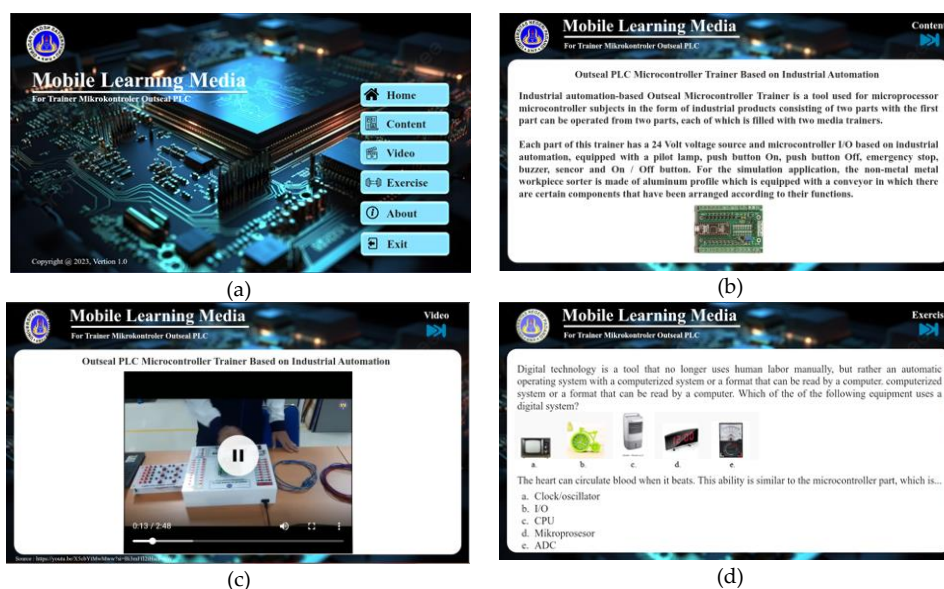 Mobile Learning Media
For Trainer Mikrokontroler Outseal PLC
Home
Content
Video
Exercise
About
Exit
Copyright @ 2023, Vertion 1.0
(a)
Mobile Learning Media
For Trainer Mikrokontroler Outseal PLC
Conten
Outseal PLC Microcontroller Trainer Based on Industrial Automation
Industrial automation-based Outseal Microcontroller Trainer is a tool used for microprocessor
microcontroller subjects in the form of industrial products consisting of two parts with the first
part can be operated from two parts, each of which is filled with two media trainers.
Each part of this trainer has a 24 Volt voltage source and microcontroller I/O based on industrial
automation, equipped with a pilot lamp, push button On, push button Off, emergency stop,
buzzer, sencor and On / Off button. For the simulation application, the non-metal metal
workpiece sorter is made of aluminum profile which is equipped with a conveyor in which there
are certain components that have been arranged according to their functions.
(b)
Mobile Learning Media
For Trainer Mikrokontroler Outseal PLC
Video
Outseal PLC Microcontroller Trainer Based on Industrial Automation
0:13 / 2:48
(c)
Mobile Learning Media
For Trainer Mikrokontroler Outseal PLC
Exercis
Digital technology is a tool that no longer uses human labor manually, but rather an automatic
operating system with a computerized system or a format that can be read by a computer. computerized
system or a format that can be read by a computer. Which of the of the following equipment uses a
digital system?
a. b. c. d. e.
The heart can circulate blood when it beats. This ability is similar to the microcontroller part, which is...
a. Clock/oscillator
b. I/O
c. CPU
d. Mikroprosesor
e. ADC
(d)